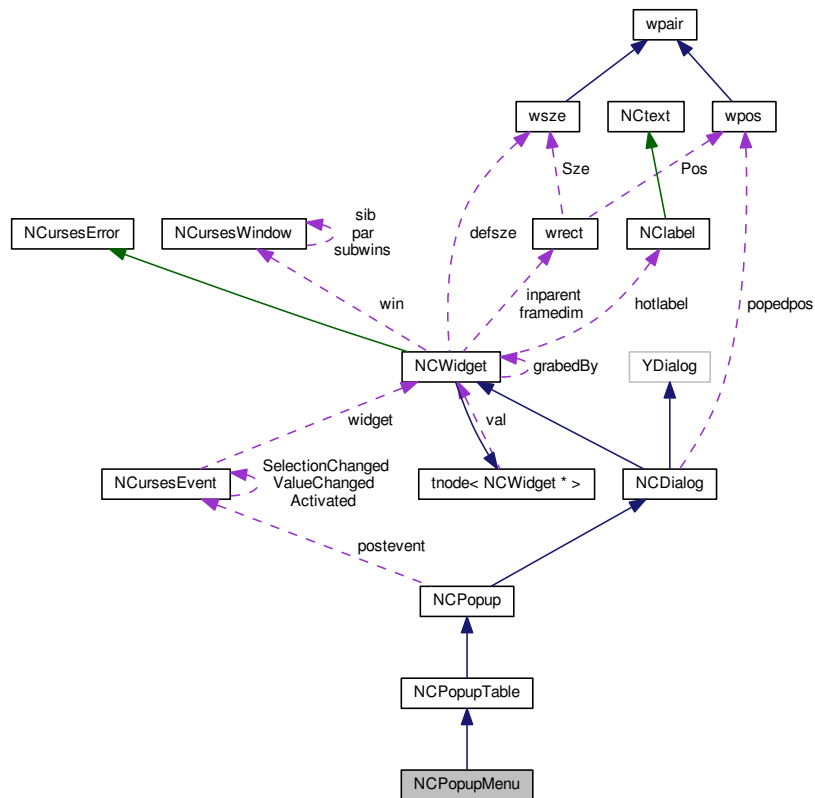 wpair
wsze
NCtext
wpos
Sze
Pos
NCursesError
NCursesWindow
sib
par
subwins
defsze
wrect
NClabel
win
inparent
framedim
hotlabel
popedpos
NCWidget
grabedBy
YDialog
widget
val
NCursesEvent
SelectionChanged
ValueChanged
Activated
tnode< NCWidget * >
NCDialog
postevent
NCPopup
NCPopupTable
NCPopupMenu